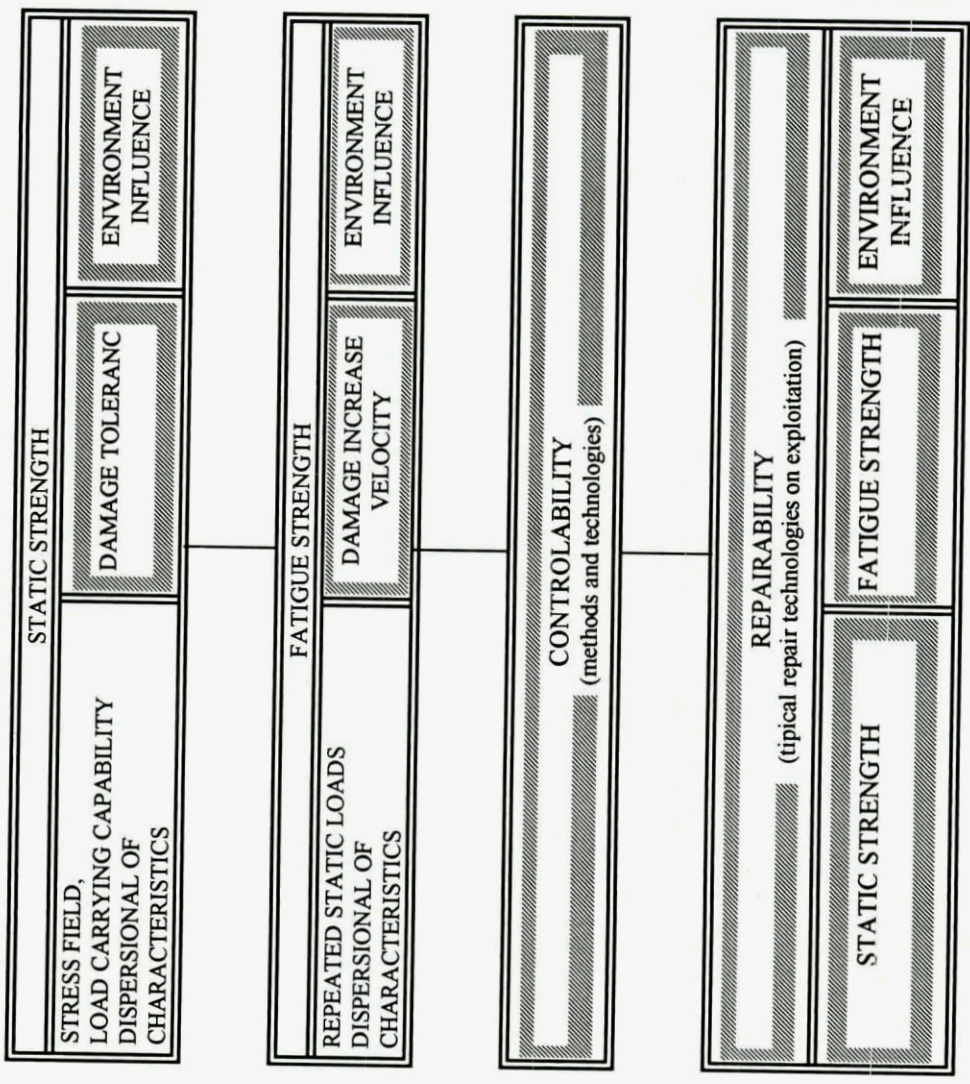 STATIC STRENGTH
STRESS FIELD,
LOAD CARRYING CAPABILITY
DISPERSIONAL OF
CHARACTERISTICS
DAMAGE TOLERANC
ENVIRONMENT
INFLUENCE
FATIGUE STRENGTH
REPEATED STATIC LOADS
DISPERSIONAL OF
CHARACTERISTICS
DAMAGE INCREASE
VELOCITY
ENVIRONMENT
INFLUENCE
CONTROLABILITY
(methods and technologies)
REPAIRABILITY
(tipical repair technologies on exploitation)
STATIC STRENGTH
FATIGUE STRENGTH
ENVIRONMENT
INFLUENCE